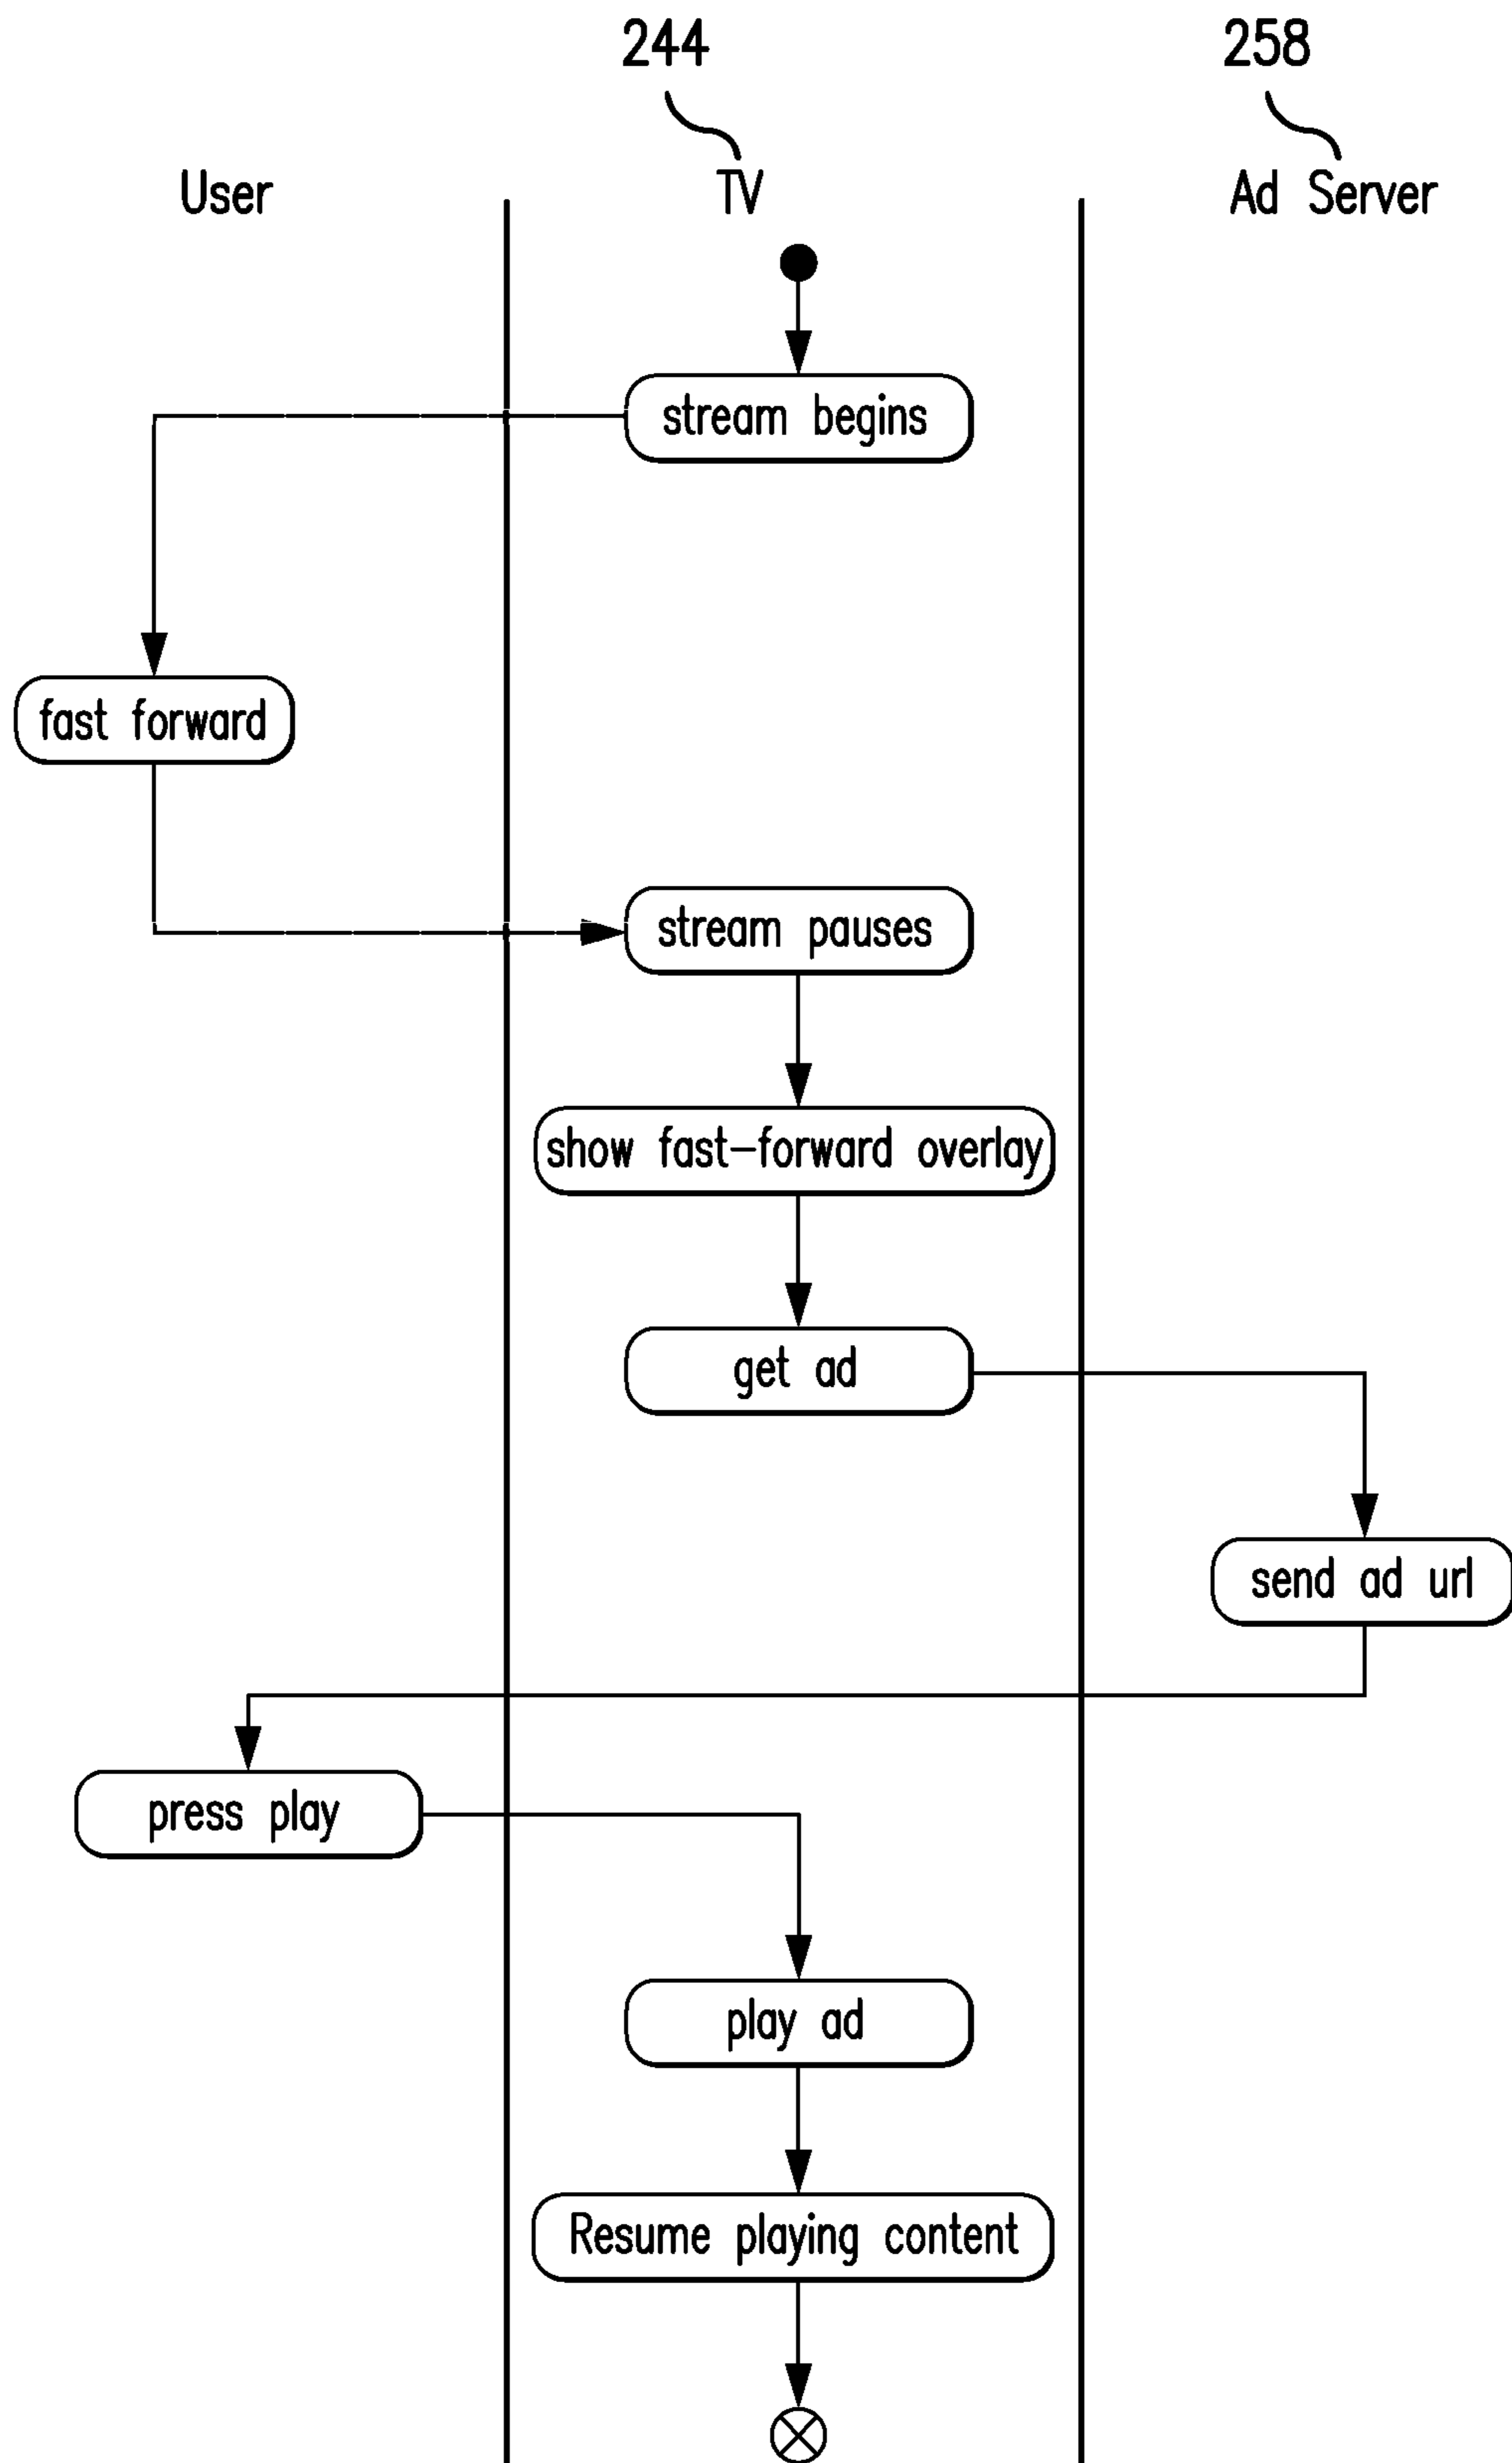 244
258
User
TV
Ad Server
stream begins
fast forward
stream pauses
show fast-forward overlay
get ad
send ad url
press play
play ad
Resume playing content